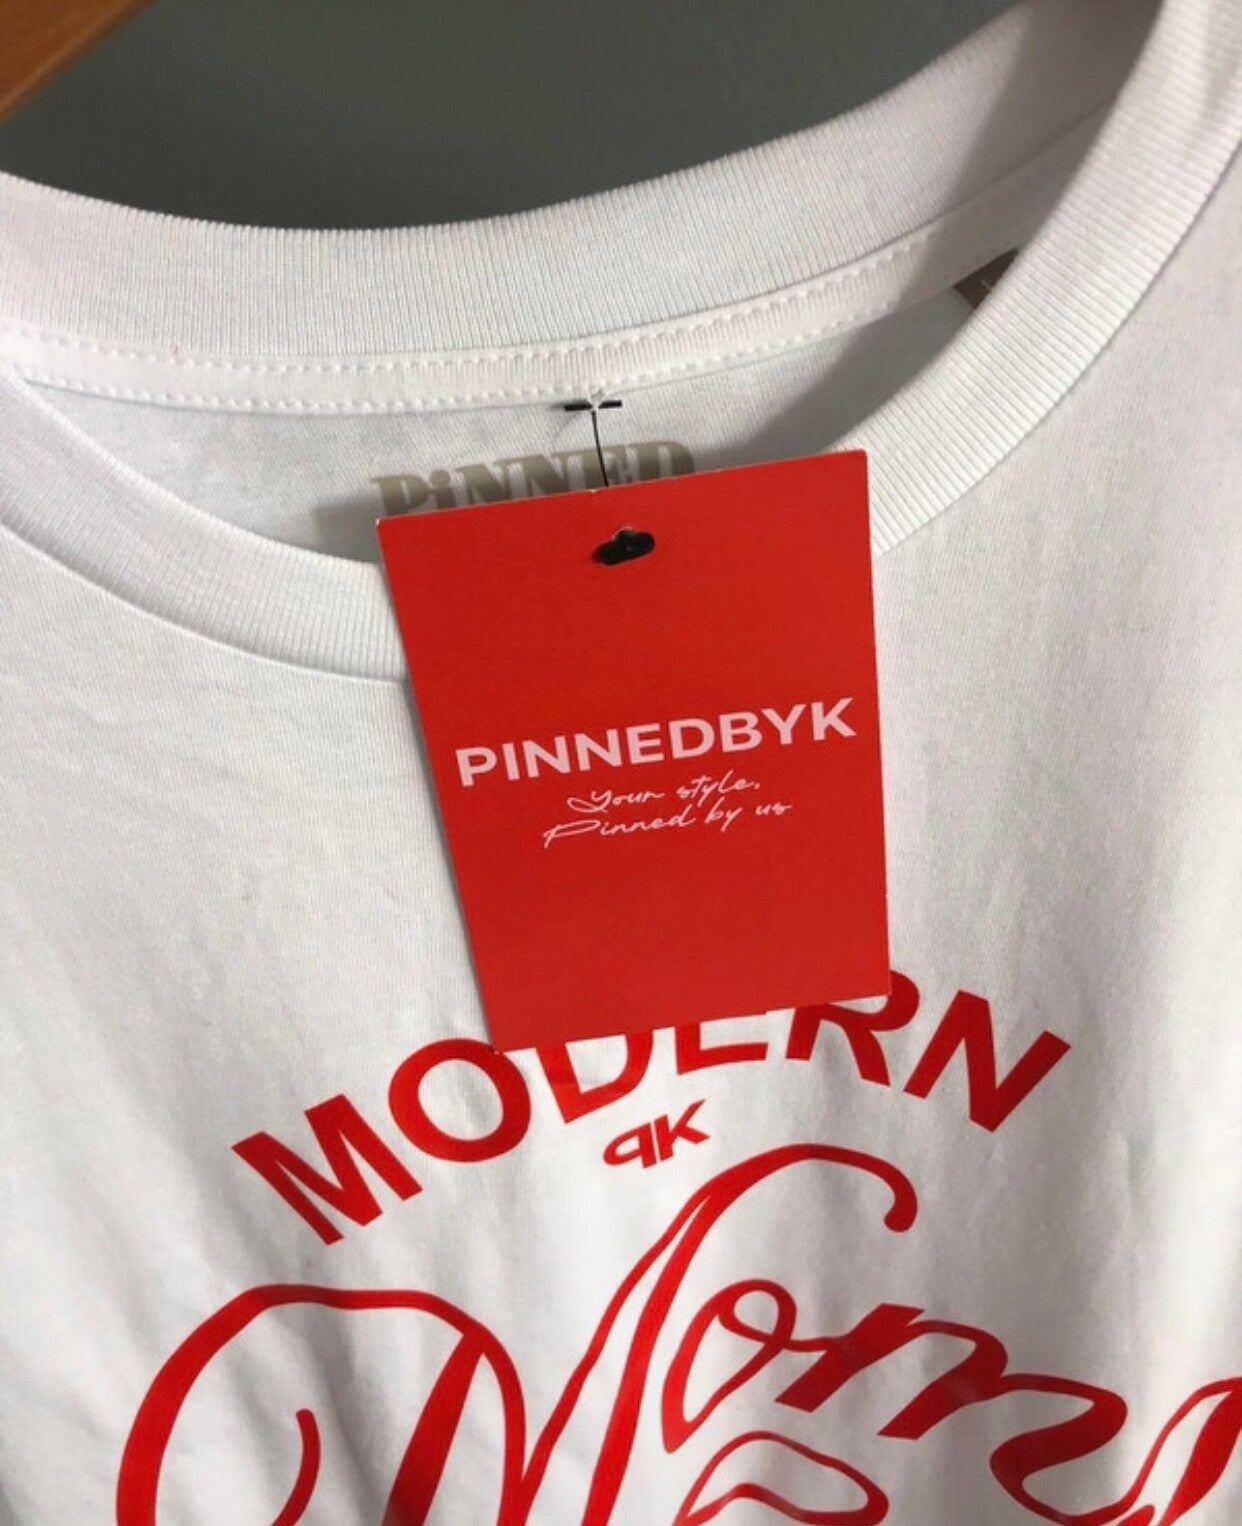 PiNNED
PINNEDBYK
Your style,
Pinned by us
MODERN
PK